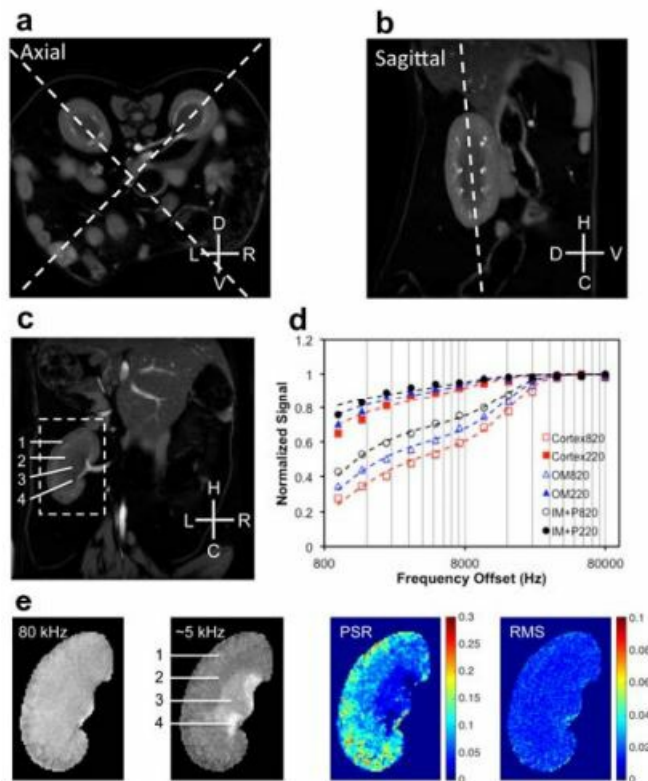 a
Axial
D
L R
V
b
Sagittal
H
D V
C
c
1
2
3
4
H
L R
C
d
Normalized Signal
1.2
1
0.8
0.6
0.4
0.2
0
800 8000 80000
Frequency Offset (Hz)
Cortex820
Cortex220
OM820
OM220
IM+P820
IM+P220
e
80 kHz
~5 kHz
1
2
3
4
PSR
0.3
0.25
0.2
0.15
0.1
0.05
0
RMS
0.1
0.08
0.06
0.04
0.02
0